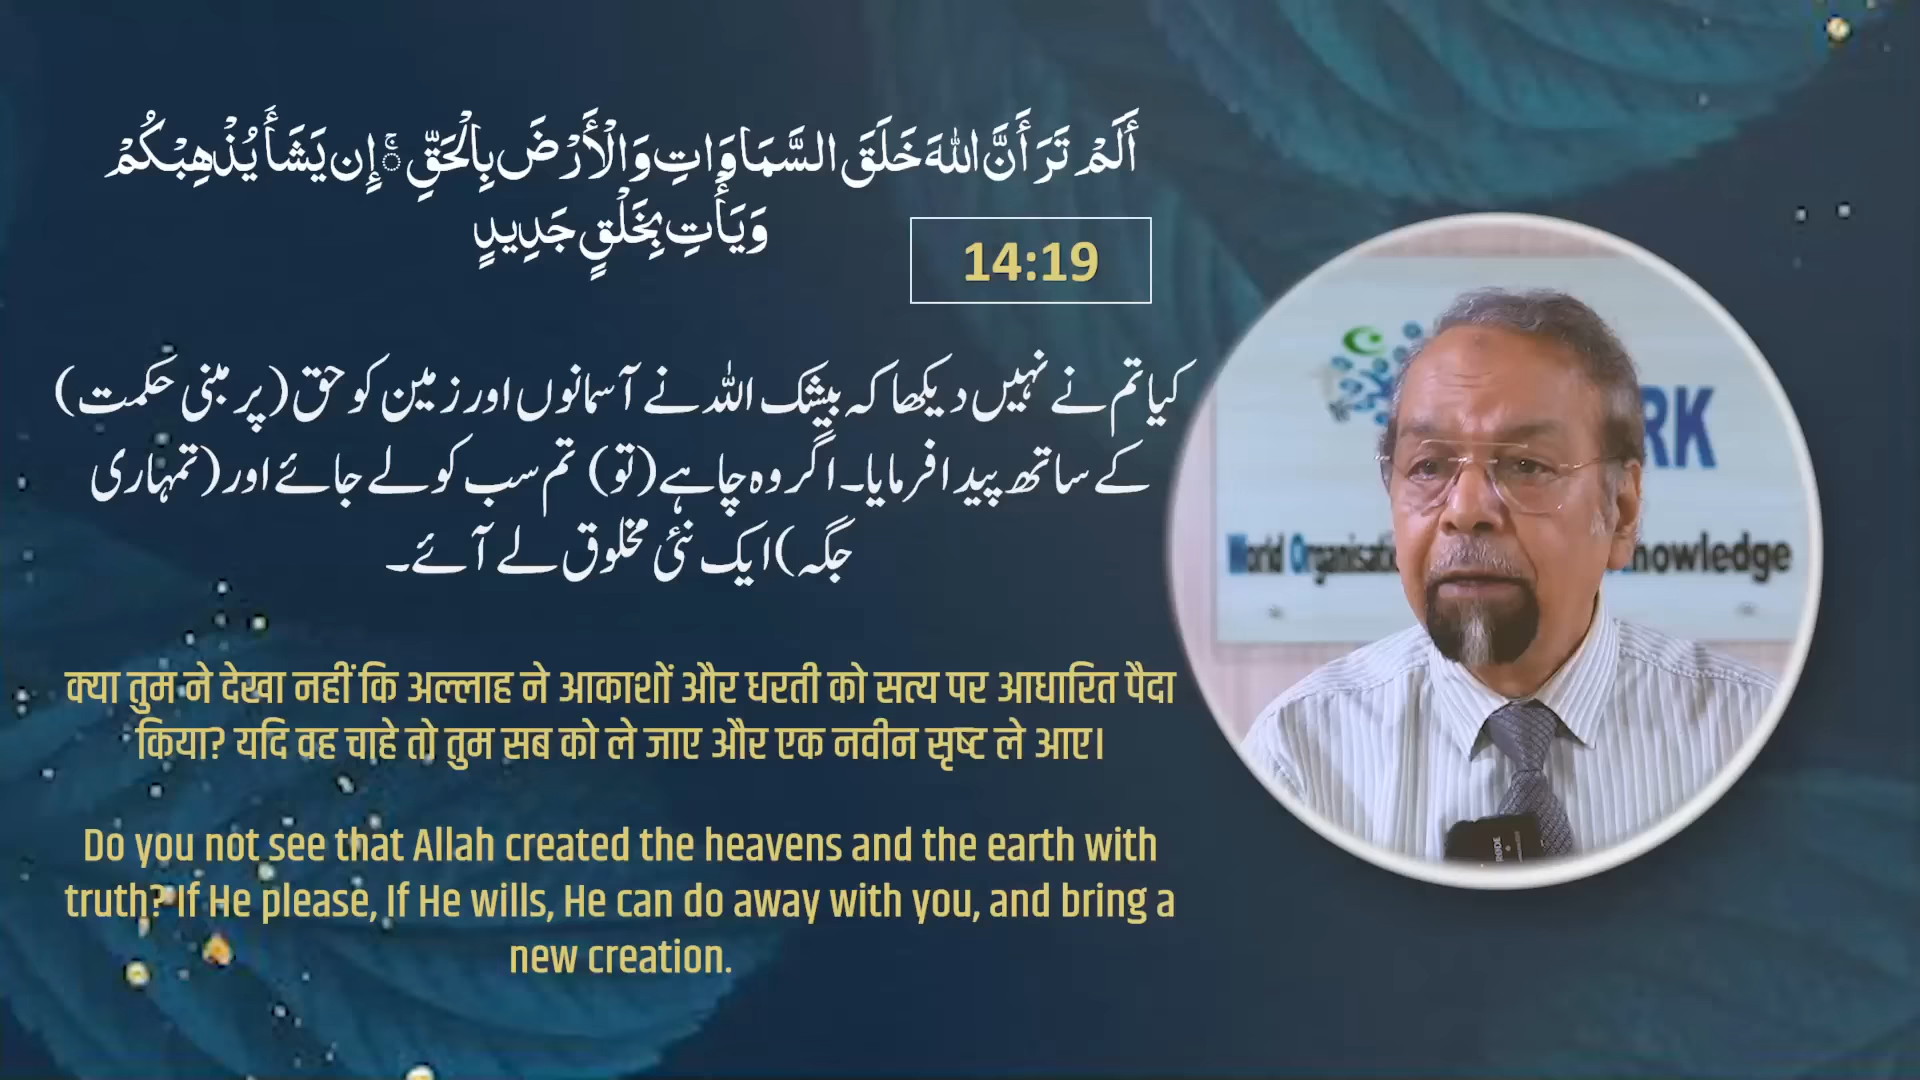 أَلَمْ تَرَ أَنَّ اللهَ خَلَقَ السَّمَاوَاتِ وَالْأَرْضَ بِالْحَقِّ ۚ إِن يَشَأْ يُذْهِبْكُمْ
وَيَأْتِ بِخَلْقٍ جَدِيدٍ
14:19
کیا تم نے نہیں دیکھا کہ بیشک اللہ نے آسمانوں اور زمین کو حق (پر مبنی حکمت)
کے ساتھ پیدا فرمایا۔ اگر وہ چاہے (تو) تم سب کو لے جائے اور (تمہاری
جگہ) ایک نئی مخلوق لے آئے۔
क्या तुम ने देखा नहीं कि अल्लाह ने आकाशों और धरती को सत्य पर आधारित पैदा
किया? यदि वह चाहे तो तुम सब को ले जाए और एक नवीन सृष्ट ले आए।
Do you not see that Allah created the heavens and the earth with
truth? If He please, If He wills, He can do away with you, and bring a
new creation.
RK
World Organisatio nowledge
RØDE